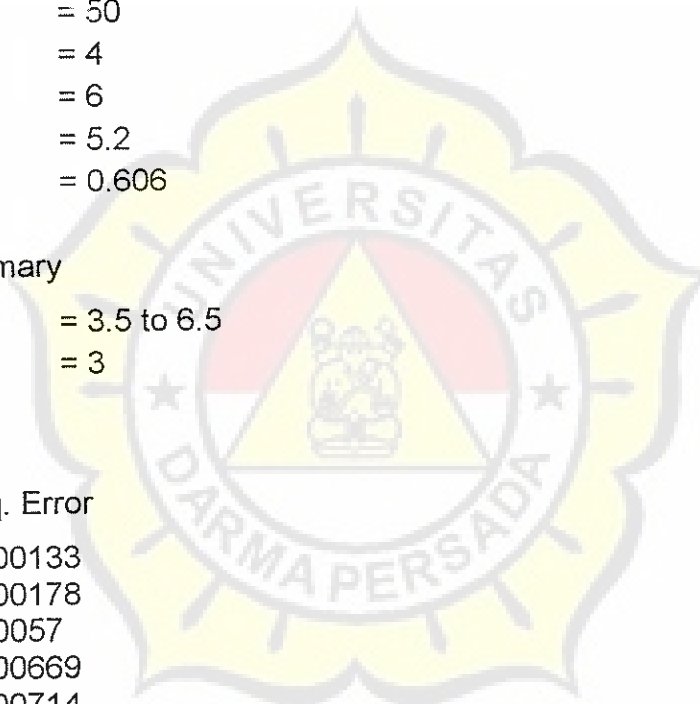 = 50
= 4
= 6
= 5.2
= 0.606
mary
= 3.5 to 6.5
= 3
. Error
00133
00178
0057
00669
00714
UNIVERSITAS
DARMA PERSADA